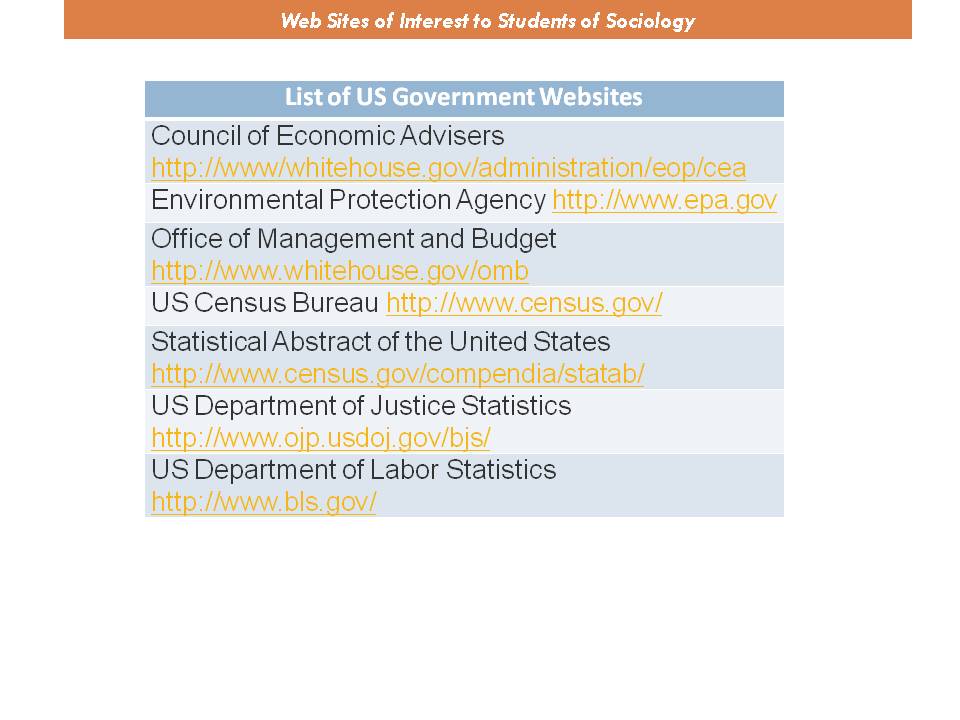 Web Sites of Interest to Students of Sociology
List of US Government Websites
Council of Economic Advisers
http://www/whitehouse.gov/administration/eop/cea
Environmental Protection Agency http://www.epa.gov
Office of Management and Budget
http://www.whitehouse.gov/omb
US Census Bureau http://www.census.gov/
Statistical Abstract of the United States
http://www.census.gov/compendia/statab/
US Department of Justice Statistics
http://www.ojp.usdoj.gov/bjs/
US Department of Labor Statistics
http://www.bls.gov/